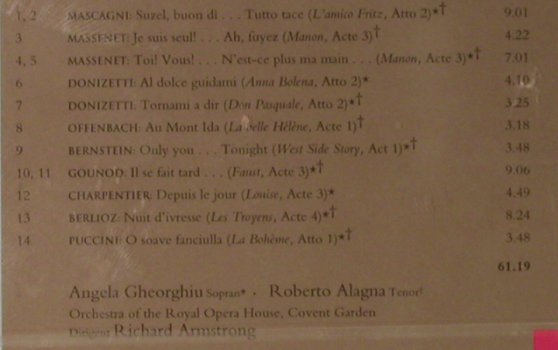 1, 2 MASCAGNI: Suzel, buon dì . . . Tutto tace (L'amico Fritz, Atto 2)*† 9.01
3 MASSENET: Je suis seul! . . . Ah, fuyez (Manon, Acte 3)† 4.22
4, 5 MASSENET: Toi! Vous! . . . N'est-ce plus ma main . . . (Manon, Acte 3)*† 7.01
6 DONIZETTI: Al dolce guidami (Anna Bolena, Atto 2)* 4.10
7 DONIZETTI: Tornami a dir (Don Pasquale, Atto 2)*† 3.25
8 OFFENBACH: Au Mont Ida (La belle Hélène, Acte 1)† 3.18
9 BERNSTEIN: Only you . . . Tonight (West Side Story, Act 1)*† 3.48
10, 11 GOUNOD: Il se fait tard . . . (Faust, Acte 3)*† 9.06
12 CHARPENTIER: Depuis le jour (Louise, Acte 3)* 4.49
13 BERLIOZ: Nuit d'ivresse (Les Troyens, Acte 4)*† 8.24
14 PUCCINI: O soave fanciulla (La Bohème, Atto 1)*† 3.48
61.19
Angela Gheorghiu Sopran* · Roberto Alagna Tenor†
Orchestra of the Royal Opera House, Covent Garden
Dirigent Richard Armstrong